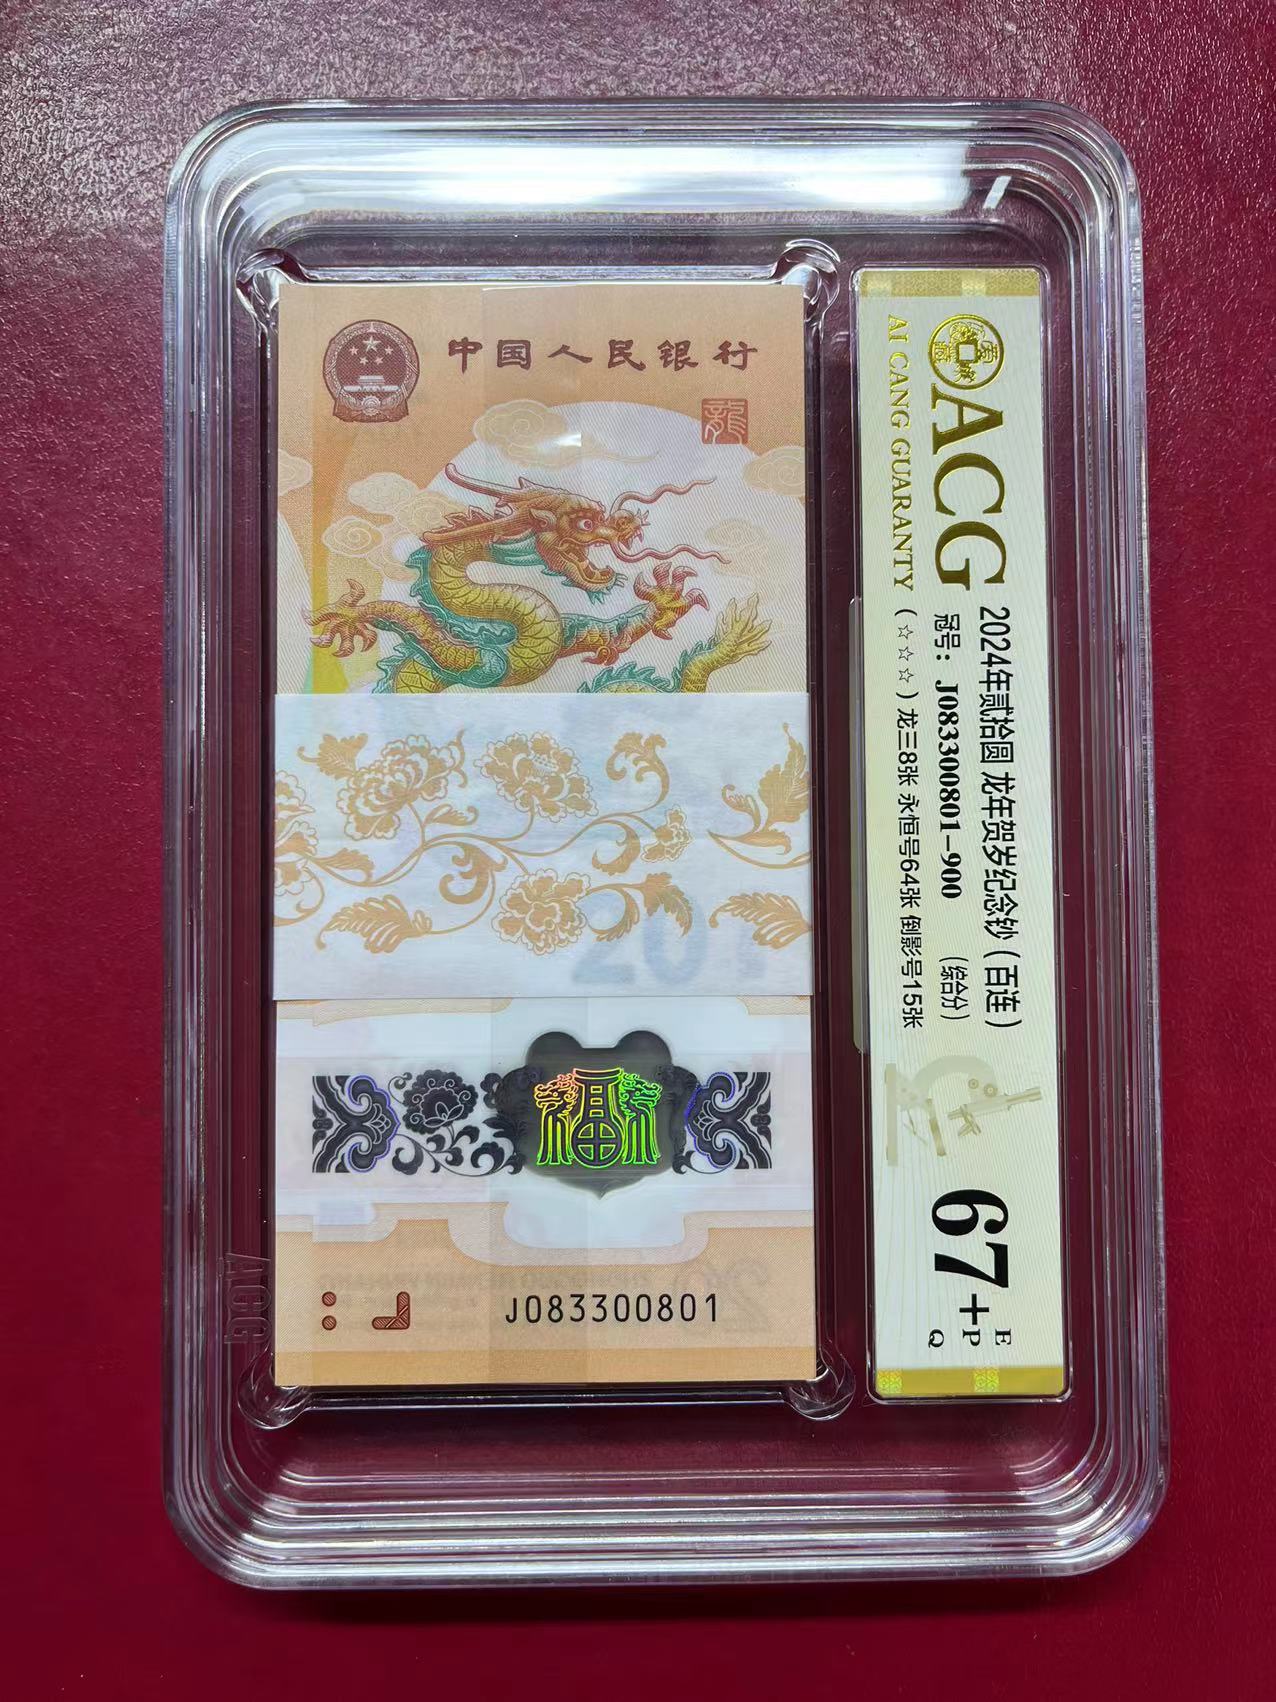 中国人民银行
龍
福
J083300801
ACG
ACG
AI CANG GUARANTY
2024年贰拾圆 龙年贺岁纪念钞（百连）
冠号：J083300801-900 （综合分）
（☆☆☆）龙三8张 永恒号64张 倒影号15张
67+
E
P
Q